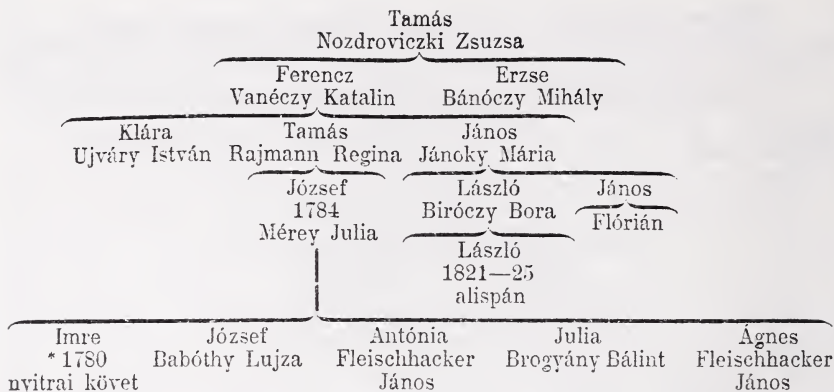 Tamás
Nozdroviczki Zsuzsa
Ferencz Erzse
Vanéczy Katalin Bánóczy Mihály
Klára Tamás János
Ujváry István Rajmann Regina Jánoky Mária
József László János
1784 Biróczy Bora Flórián
Mérey Julia
László
1821—25
alispán
Imre József Antónia Julia Ágnes
* 1780 Babóthy Lujza Fleischhacker Brogyány Bálint Fleischhacker
nyitrai követ János János